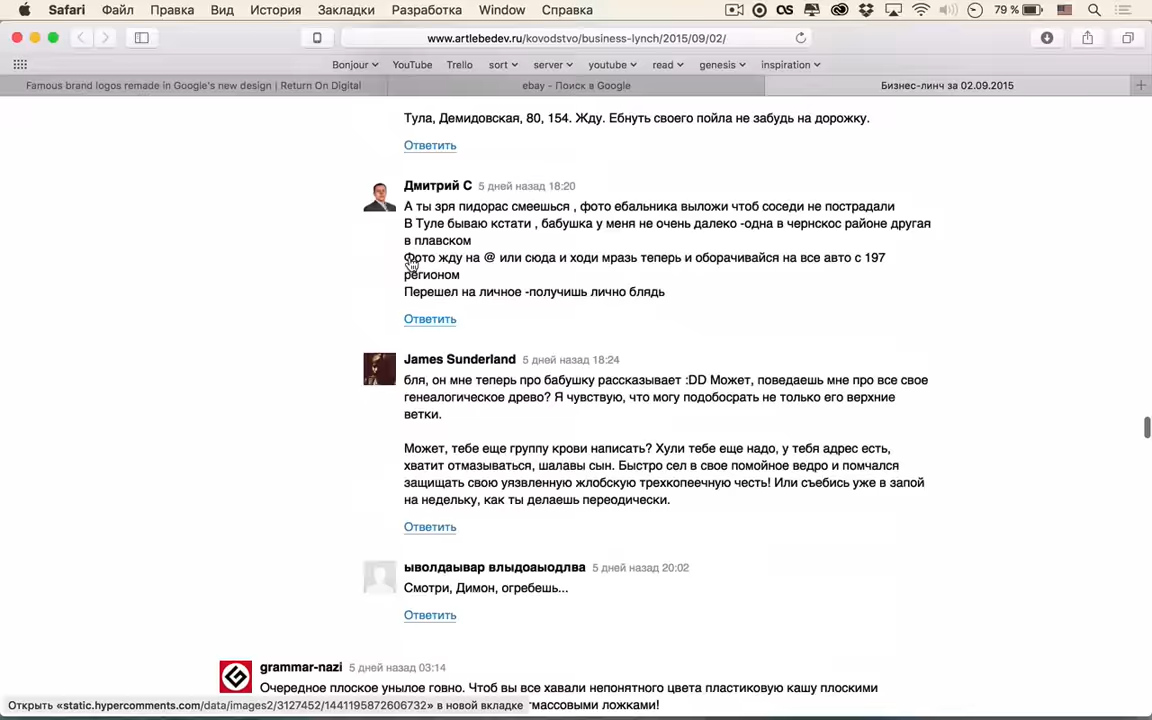 Safari Файл Правка Вид История Закладки Разработка Window Справка 79 %
www.artlebedev.ru/kovodstvo/business-lynch/2015/09/02/
Bonjour YouTube Trello sort server youtube read genesis inspiration
Famous brand logos remade in Google's new design | Return On Digital ebay - Поиск в Google Бизнес-линч за 02.09.2015
Тула, Демидовская, 80, 154. Жду. Ебнуть своего пойла не забудь на дорожку.
Ответить
Дмитрий С 5 дней назад 18:20
А ты зря пидорас смеешься , фото ебальника выложи чтоб соседи не пострадали
В Туле бываю кстати , бабушка у меня не очень далеко -одна в чернскос районе другая
в плавском
Фото жду на @ или сюда и ходи мразь теперь и оборачивайся на все авто с 197
регионом
Перешел на личное -получишь лично блядь
Ответить
James Sunderland 5 дней назад 18:24
бля, он мне теперь про бабушку рассказывает :DD Может, поведаешь мне про все свое
генеалогическое древо? Я чувствую, что могу подобосрать не только его верхние
ветки.
Может, тебе еще группу крови написать? Хули тебе еще надо, у тебя адрес есть,
хватит отмазываться, шалавы сын. Быстро сел в свое помойное ведро и помчался
защищать свою уязвленную жлобскую трехкопеечную честь! Или съебись уже в запой
на недельку, как ты делаешь переодически.
Ответить
ыволдаывар влыдоаыодлва 5 дней назад 20:02
Смотри, Димон, огребешь...
Ответить
grammar-nazi 5 дней назад 03:14
Очередное плоское унылое говно. Чтоб вы все хавали непонятного цвета пластиковую кашу плоскими
Открыть «static.hypercomments.com/data/images2/3127452/1441195872606732» в новой вкладке тмассовыми ложками!